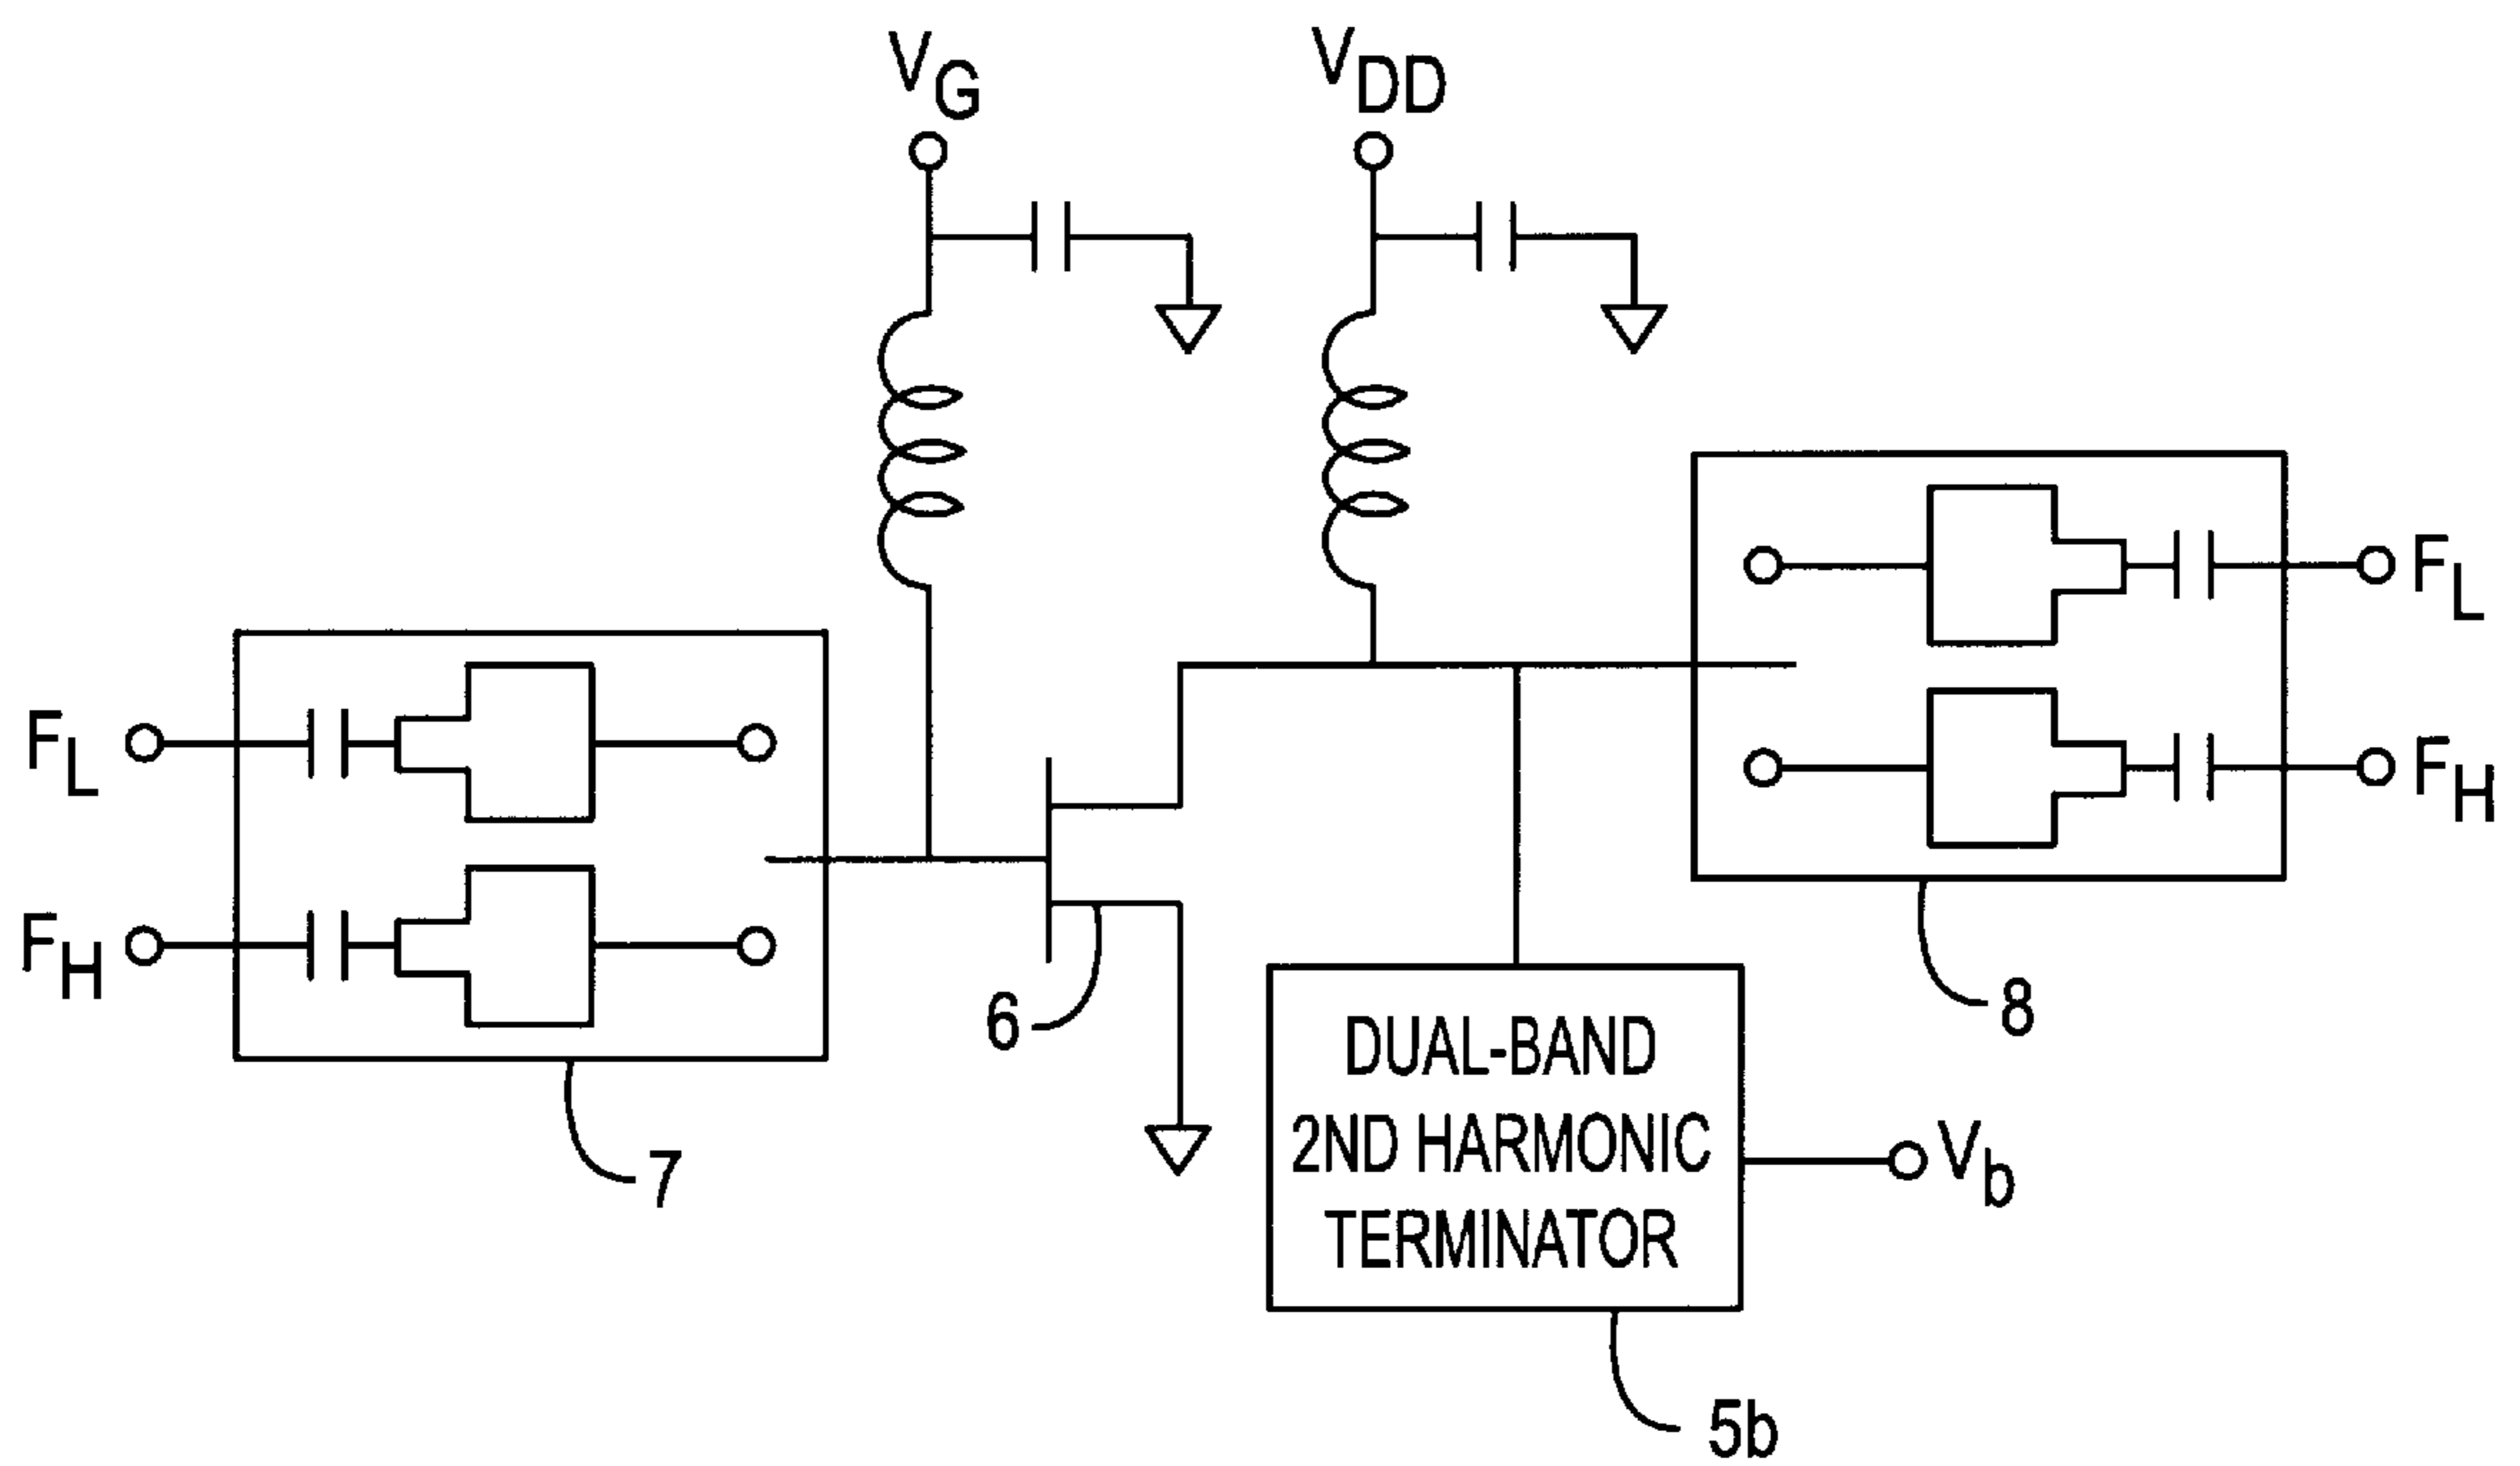 VG
VDD
FL
FH
FL
FH
6
7
8
DUAL-BAND
2ND HARMONIC
TERMINATOR
Vb
5b